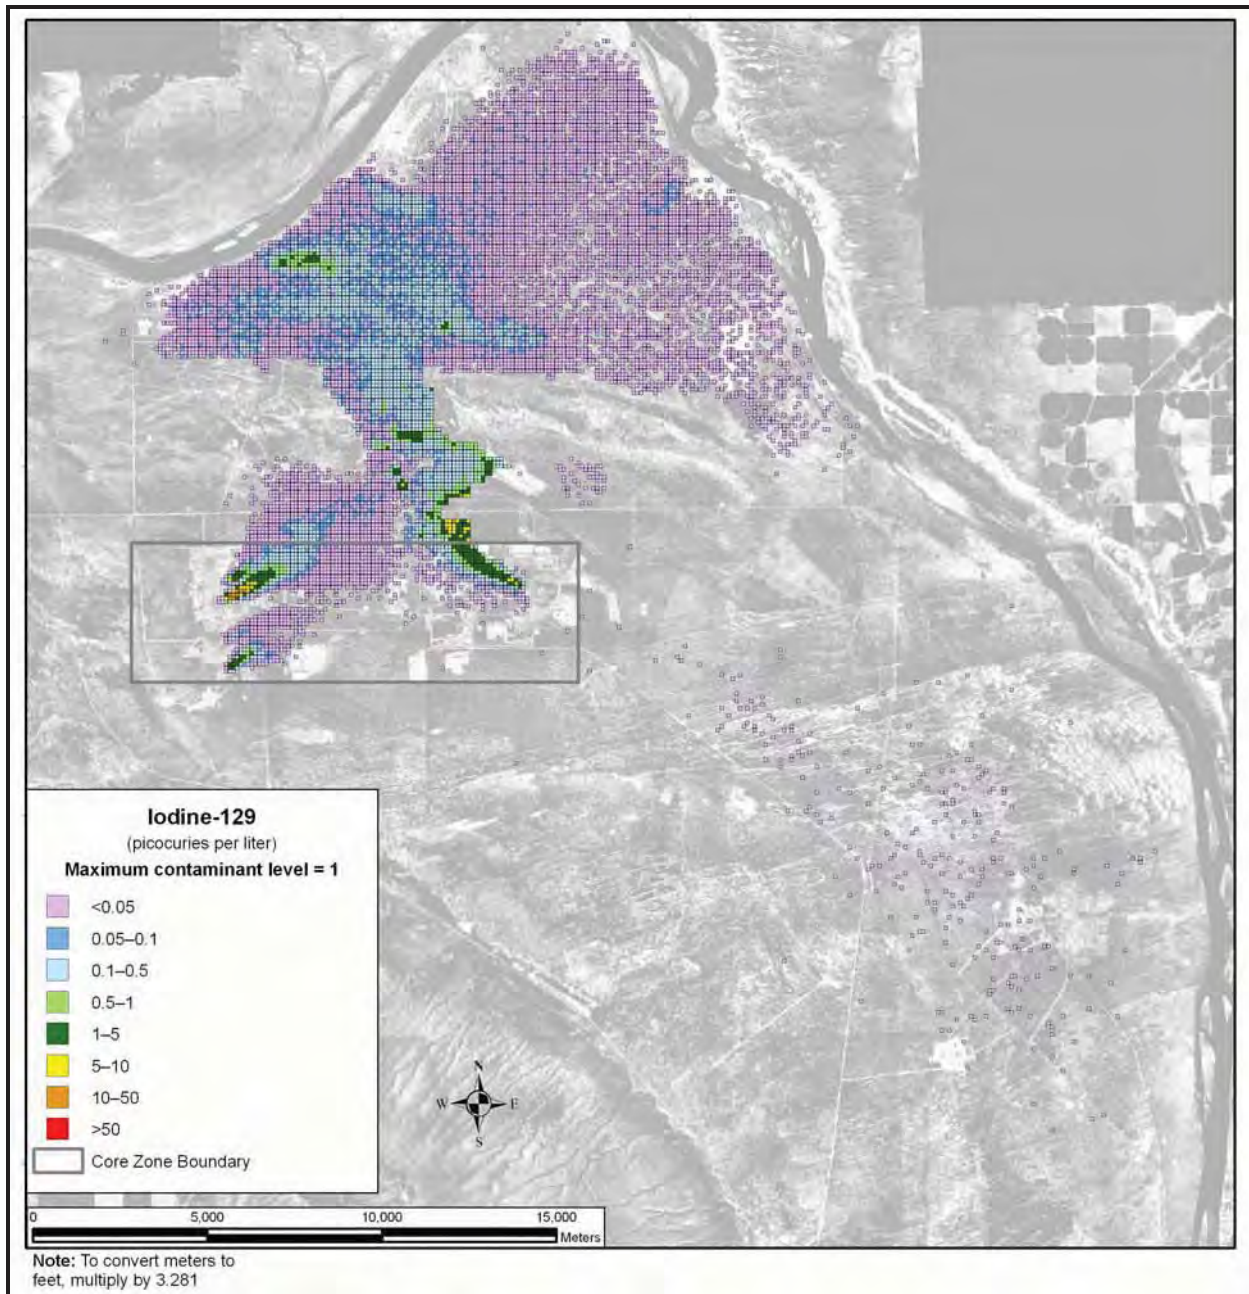 Iodine-129
(picocuries per liter)
Maximum contaminant level = 1
<0.05
0.05–0.1
0.1–0.5
0.5–1
1–5
5–10
10–50
>50
Core Zone Boundary
N
W E
S
0 5,000 10,000 15,000
Meters
Note: To convert meters to
feet, multiply by 3.281